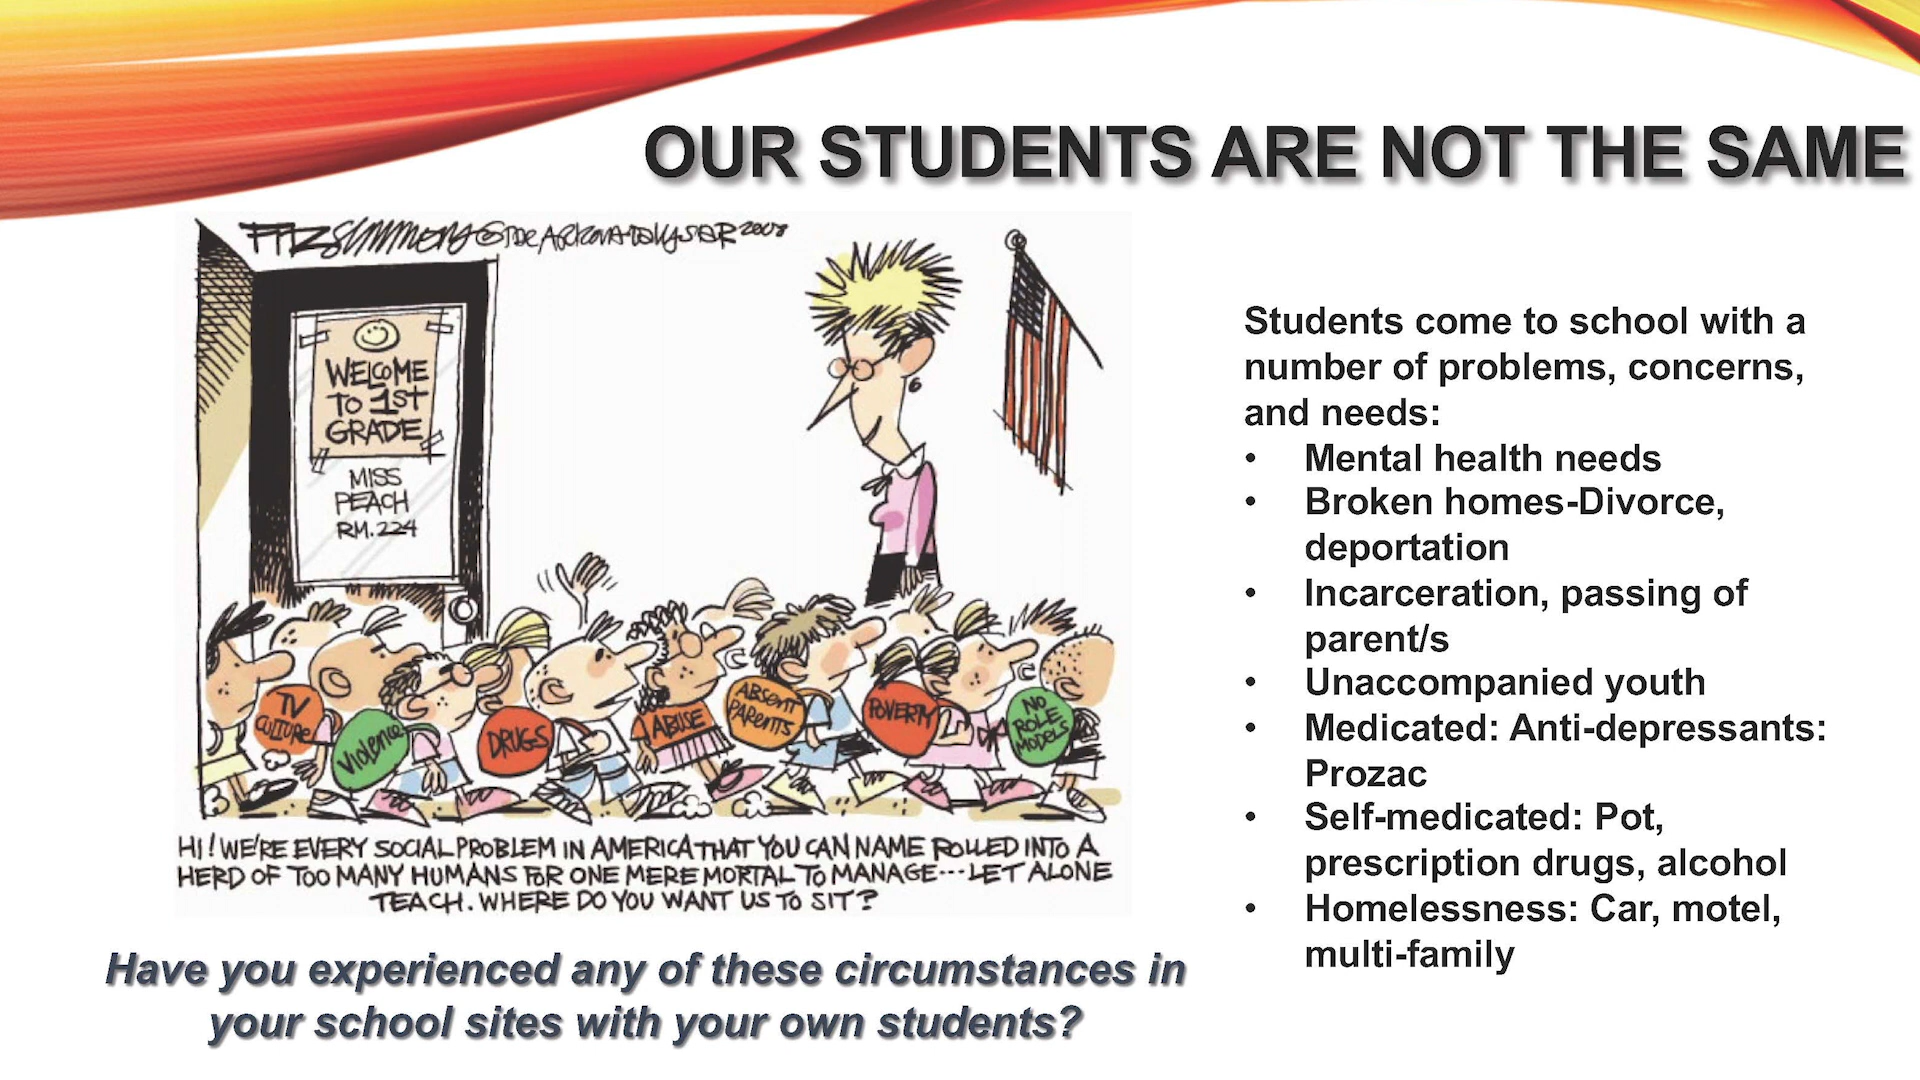 OUR STUDENTS ARE NOT THE SAME
Fitzsimmons © THE ARIZONA DAILY STAR 2008
WELCOME
TO 1ST
GRADE
MISS
PEACH
RM. 224
TV
CULTURE
VIOLENCE
DRUGS
ABUSE
ABSENT
PARENTS
POVERTY
NO
ROLE
MODELS
HI! WE'RE EVERY SOCIAL PROBLEM IN AMERICA THAT YOU CAN NAME ROLLED INTO A
HERD OF TOO MANY HUMANS FOR ONE MERE MORTAL TO MANAGE---LET ALONE
TEACH. WHERE DO YOU WANT US TO SIT?
Have you experienced any of these circumstances in
your school sites with your own students?
Students come to school with a
number of problems, concerns,
and needs:
• Mental health needs
• Broken homes-Divorce,
deportation
• Incarceration, passing of
parent/s
• Unaccompanied youth
• Medicated: Anti-depressants:
Prozac
• Self-medicated: Pot,
prescription drugs, alcohol
• Homelessness: Car, motel,
multi-family